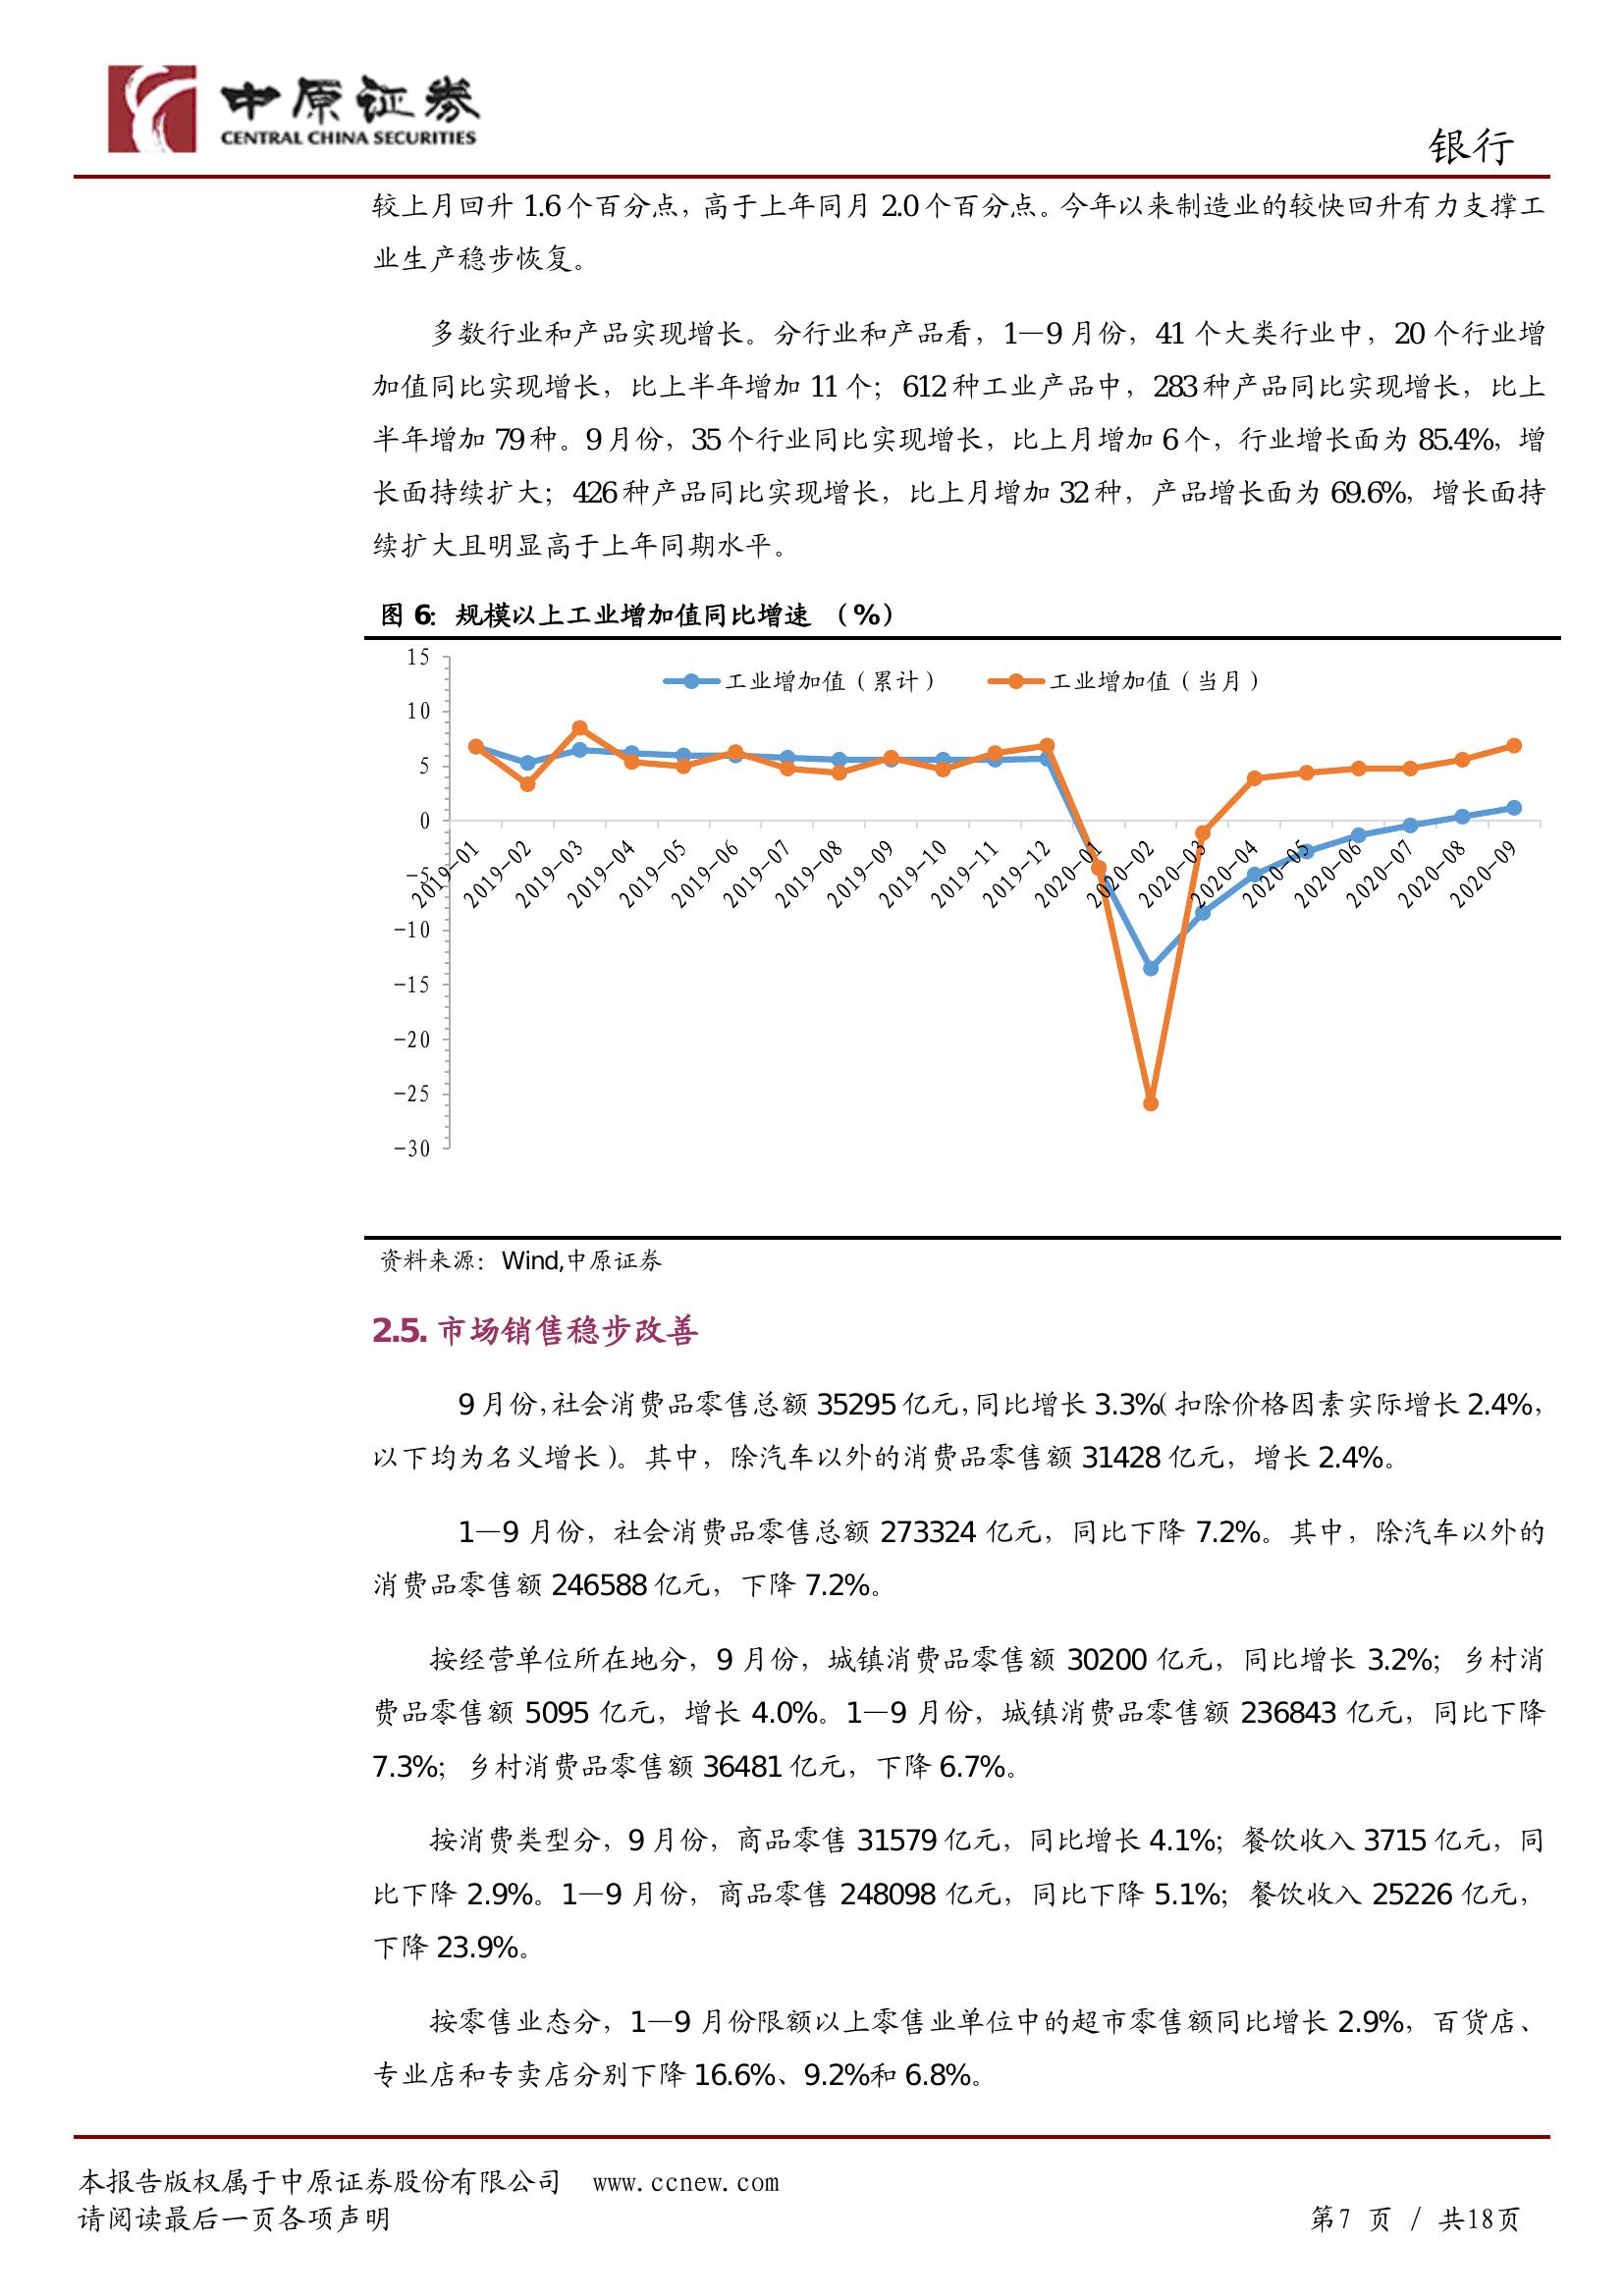 中原证券
CENTRAL CHINA SECURITIES
银行
较上月回升 1.6 个百分点，高于上年同月 2.0 个百分点。今年以来制造业的较快回升有力支撑工
业生产稳步恢复。
多数行业和产品实现增长。分行业和产品看，1—9 月份，41 个大类行业中，20 个行业增
加值同比实现增长，比上半年增加 11 个；612 种工业产品中，283 种产品同比实现增长，比上
半年增加 79 种。9 月份，35 个行业同比实现增长，比上月增加 6 个，行业增长面为 85.4%，增
长面持续扩大；426 种产品同比实现增长，比上月增加 32 种，产品增长面为 69.6%，增长面持
续扩大且明显高于上年同期水平。
图 6：规模以上工业增加值同比增速 （%）
工业增加值（累计） 工业增加值（当月）
15
10
5
0
-5
-10
-15
-20
-25
-30
2019-01 2019-02 2019-03 2019-04 2019-05 2019-06 2019-07 2019-08 2019-09 2019-10 2019-11 2019-12 2020-01 2020-02 2020-03 2020-04 2020-05 2020-06 2020-07 2020-08 2020-09
资料来源：Wind,中原证券
2.5. 市场销售稳步改善
9 月份，社会消费品零售总额 35295 亿元，同比增长 3.3%（扣除价格因素实际增长 2.4%，
以下均为名义增长）。其中，除汽车以外的消费品零售额 31428 亿元，增长 2.4%。
1—9 月份，社会消费品零售总额 273324 亿元，同比下降 7.2%。其中，除汽车以外的
消费品零售额 246588 亿元，下降 7.2%。
按经营单位所在地分，9 月份，城镇消费品零售额 30200 亿元，同比增长 3.2%；乡村消
费品零售额 5095 亿元，增长 4.0%。1—9 月份，城镇消费品零售额 236843 亿元，同比下降
7.3%；乡村消费品零售额 36481 亿元，下降 6.7%。
按消费类型分，9 月份，商品零售 31579 亿元，同比增长 4.1%；餐饮收入 3715 亿元，同
比下降 2.9%。1—9 月份，商品零售 248098 亿元，同比下降 5.1%；餐饮收入 25226 亿元，
下降 23.9%。
按零售业态分，1—9 月份限额以上零售业单位中的超市零售额同比增长 2.9%，百货店、
专业店和专卖店分别下降 16.6%、9.2%和 6.8%。
本报告版权属于中原证券股份有限公司 www.ccnew.com
请阅读最后一页各项声明
第7 页 / 共18页